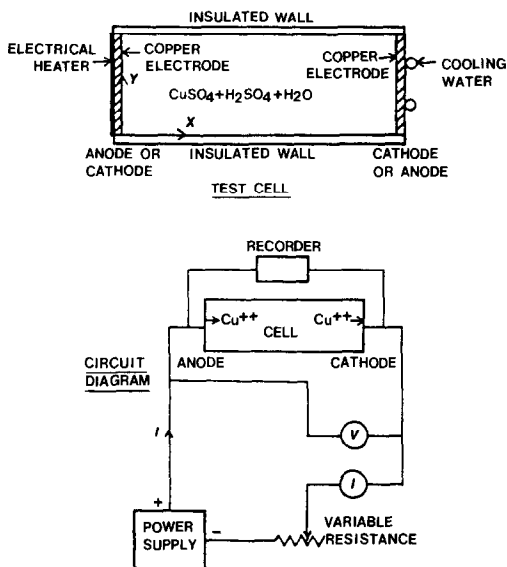 INSULATED WALL
ELECTRICAL
HEATER
COPPER
ELECTRODE
COPPER
ELECTRODE
COOLING
WATER
Y
CuSO4+H2SO4+H2O
X
ANODE OR
CATHODE
INSULATED WALL
CATHODE
OR ANODE
TEST CELL
RECORDER
Cu++
CELL
Cu++
CIRCUIT
DIAGRAM
ANODE
CATHODE
I
V
I
+
POWER
SUPPLY
−
VARIABLE
RESISTANCE